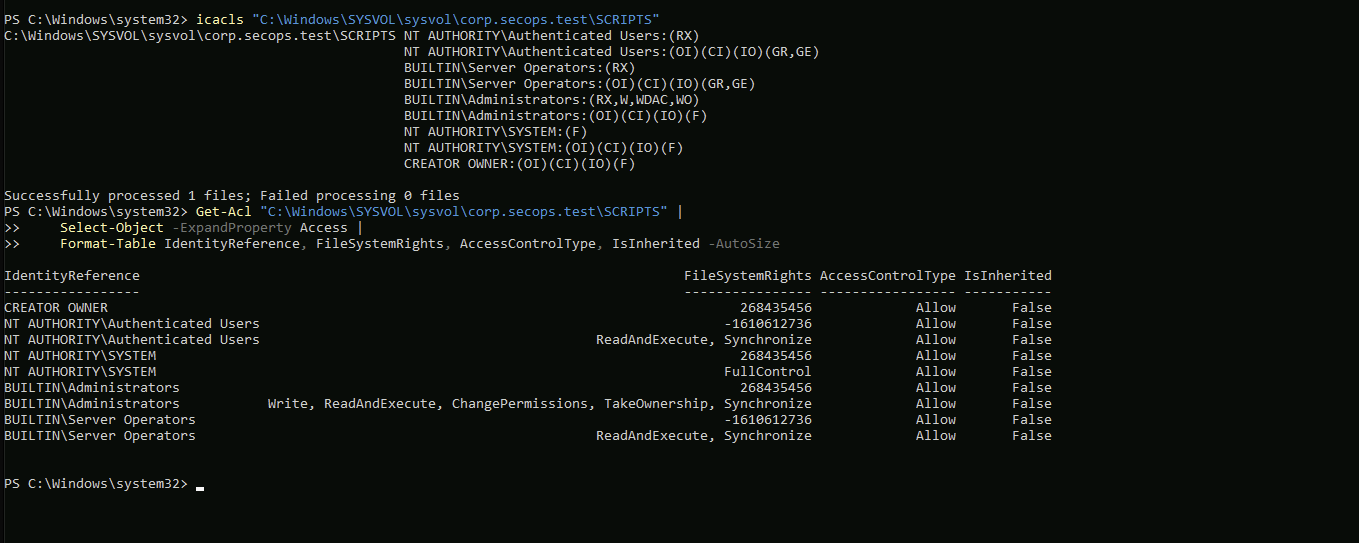 PS C:\Windows\system32> icacls "C:\Windows\SYSVOL\sysvol\corp.secops.test\SCRIPTS"
C:\Windows\SYSVOL\sysvol\corp.secops.test\SCRIPTS NT AUTHORITY\Authenticated Users:(RX)
NT AUTHORITY\Authenticated Users:(OI)(CI)(IO)(GR,GE)
BUILTIN\Server Operators:(RX)
BUILTIN\Server Operators:(OI)(CI)(IO)(GR,GE)
BUILTIN\Administrators:(RX,W,WDAC,WO)
BUILTIN\Administrators:(OI)(CI)(IO)(F)
NT AUTHORITY\SYSTEM:(F)
NT AUTHORITY\SYSTEM:(OI)(CI)(IO)(F)
CREATOR OWNER:(OI)(CI)(IO)(F)
Successfully processed 1 files; Failed processing 0 files
PS C:\Windows\system32> Get-Acl "C:\Windows\SYSVOL\sysvol\corp.secops.test\SCRIPTS" |
>>     Select-Object -ExpandProperty Access |
>>     Format-Table IdentityReference, FileSystemRights, AccessControlType, IsInherited -AutoSize
IdentityReference FileSystemRights AccessControlType IsInherited
----------------- ---------------- ----------------- -----------
CREATOR OWNER 268435456 Allow False
NT AUTHORITY\Authenticated Users -1610612736 Allow False
NT AUTHORITY\Authenticated Users ReadAndExecute, Synchronize Allow False
NT AUTHORITY\SYSTEM 268435456 Allow False
NT AUTHORITY\SYSTEM FullControl Allow False
BUILTIN\Administrators 268435456 Allow False
BUILTIN\Administrators Write, ReadAndExecute, ChangePermissions, TakeOwnership, Synchronize Allow False
BUILTIN\Server Operators -1610612736 Allow False
BUILTIN\Server Operators ReadAndExecute, Synchronize Allow False
PS C:\Windows\system32>